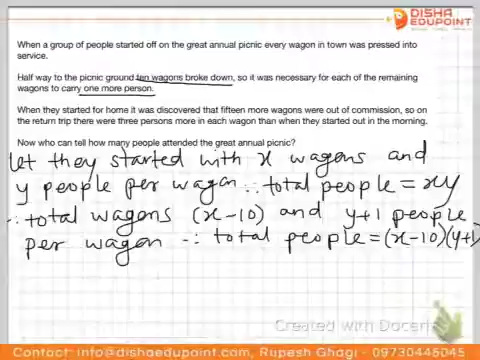 DISHA
EDUPOINT
When a group of people started off on the great annual picnic every wagon in town was pressed into
service.
Half way to the picnic ground ten wagons broke down, so it was necessary for each of the remaining
wagons to carry one more person.
When they started for home it was discovered that fifteen more wagons were out of commission, so on
the return trip there were three persons more in each wagon than when they started out in the morning.
Now who can tell how many people attended the great annual picnic?
let they started with x wagons and
y people per wagon ∴ total people = xy
∴ total wagons (x-10) and y+1 people
per wagon ∴ total people = (x-10)(y+1)
Created with Doceri
Contact: info@dishaedupoint.com, Rupesh Ghagi - 09730445045